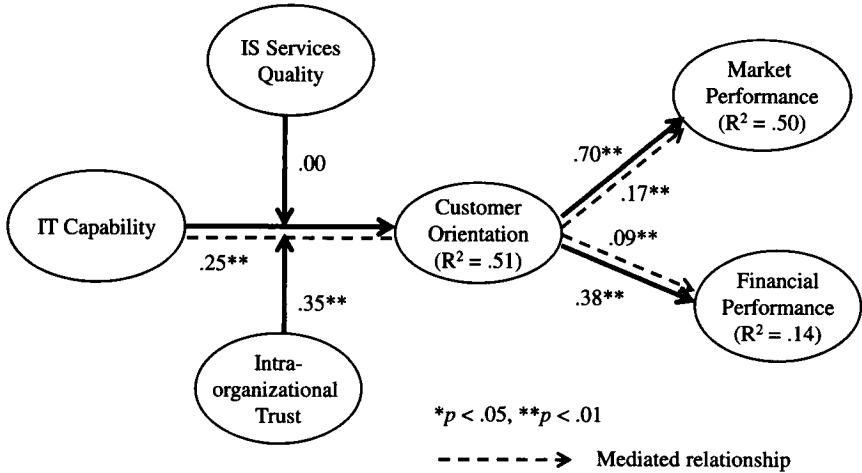 IS Services
Quality
Market
Performance
(R² = .50)
.00
.70**
.17**
IT Capability
Customer
Orientation
(R² = .51)
.25**
.09**
.38**
Financial
Performance
(R² = .14)
.35**
Intra-
organizational
Trust
*p < .05, **p < .01
Mediated relationship